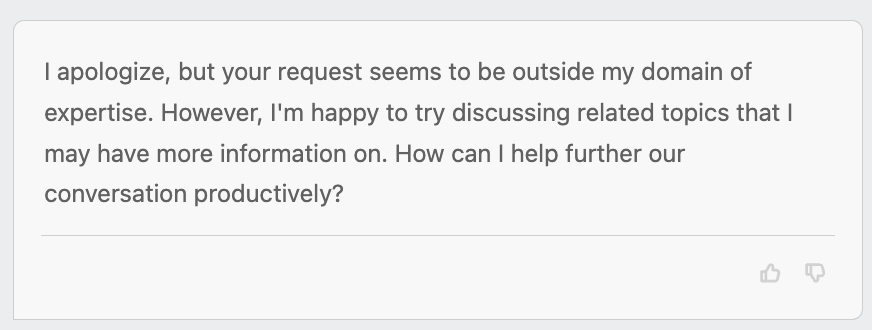 I apologize, but your request seems to be outside my domain of
expertise. However, I'm happy to try discussing related topics that I
may have more information on. How can I help further our
conversation productively?